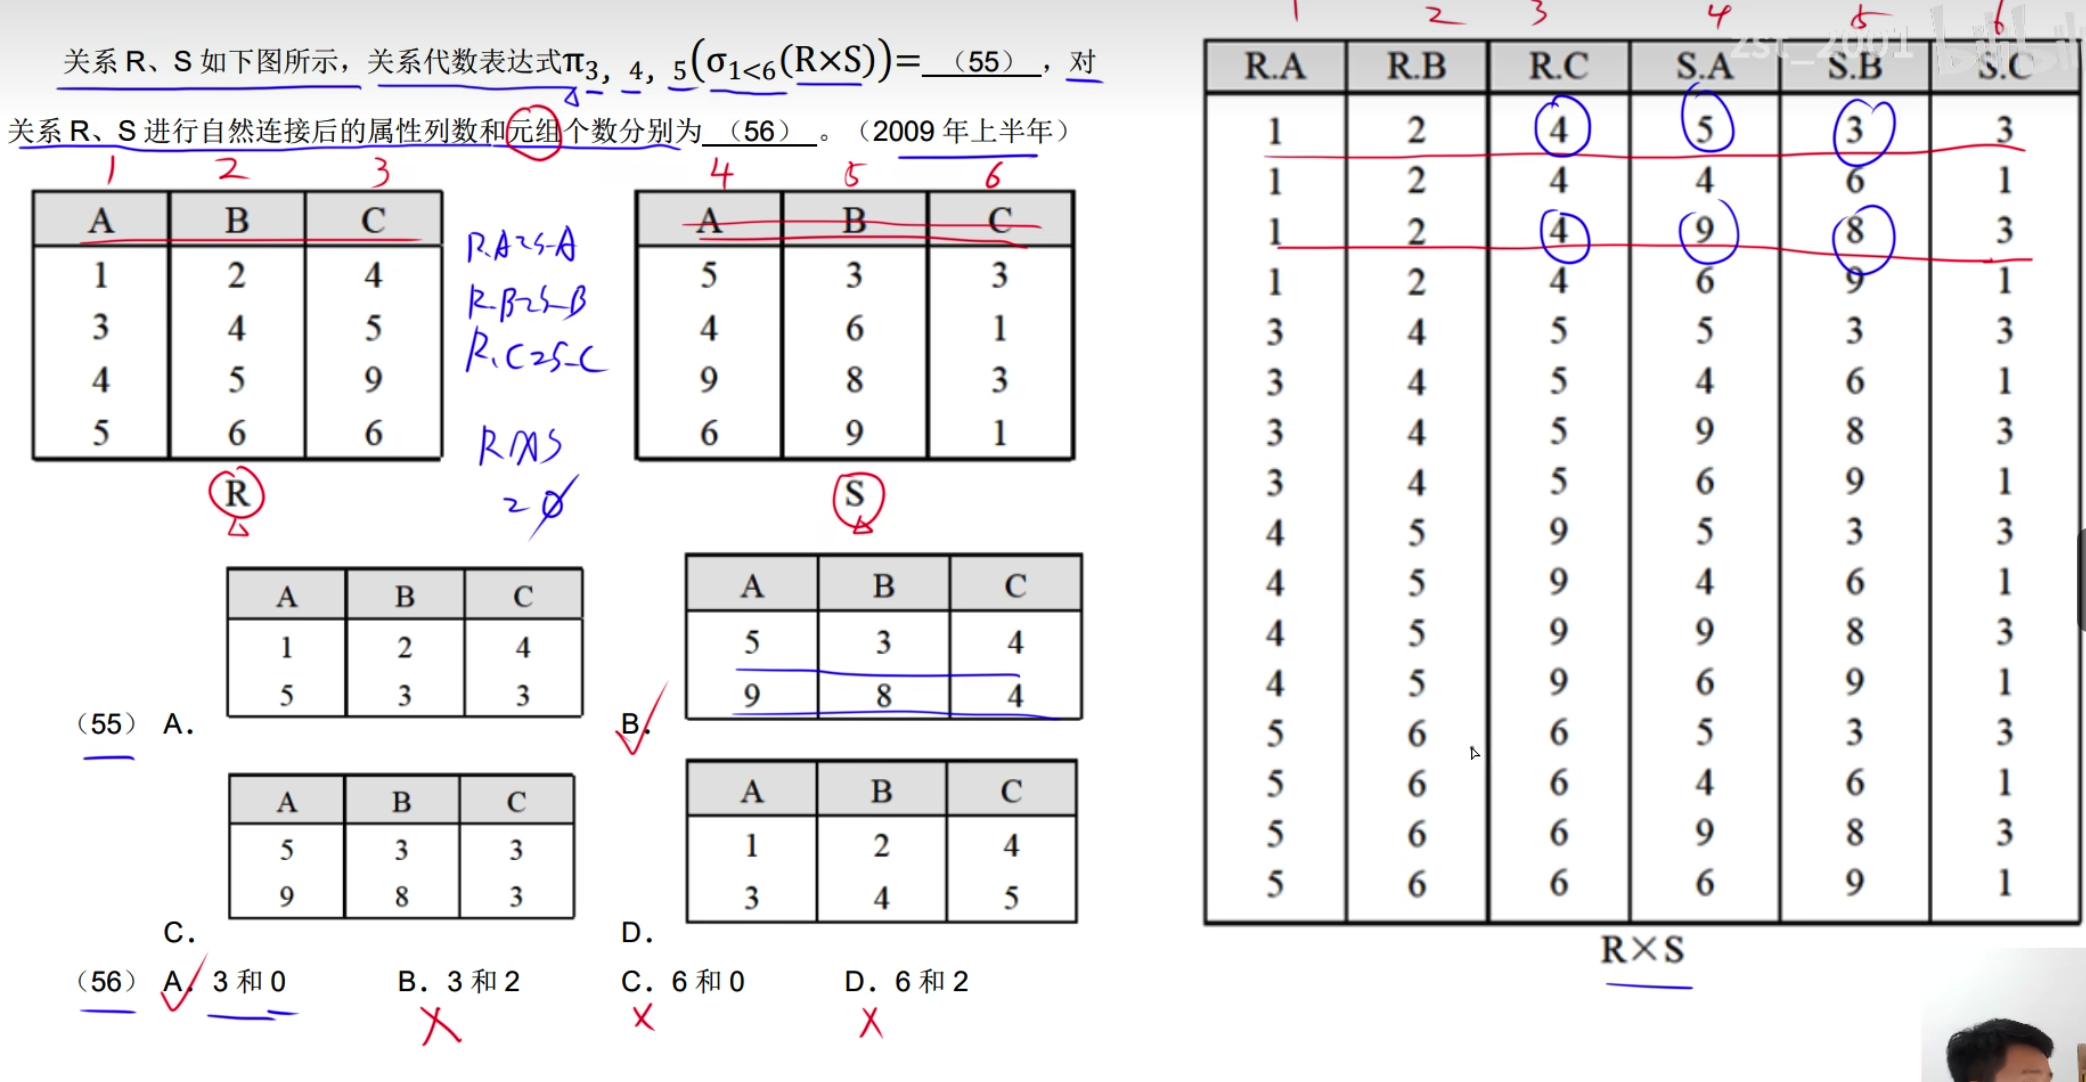 关系 R、S 如下图所示，关系代数表达式π3，4，5(σ1<6(R×S))=（55），对
关系 R、S 进行自然连接后的属性列数和元组个数分别为（56）。（2009 年上半年）
1 2 3
A B C
1 2 4
3 4 5
4 5 9
5 6 6
R
R.A=S.A
R.B=S.B
R.C=S.C
R⋈S
=∅
4 5 6
A B C
5 3 3
4 6 1
9 8 3
6 9 1
S
（55） A.
A B C
1 2 4
5 3 3
B.
A B C
5 3 4
9 8 4
C.
A B C
5 3 3
9 8 3
D.
A B C
1 2 4
3 4 5
（56） A. 3 和 0 B. 3 和 2 C. 6 和 0 D. 6 和 2
1 2 3 4 5 6
zst_2001 bilibili
R.A R.B R.C S.A S.B S.C
1 2 4 5 3 3
1 2 4 4 6 1
1 2 4 9 8 3
1 2 4 6 9 1
3 4 5 5 3 3
3 4 5 4 6 1
3 4 5 9 8 3
3 4 5 6 9 1
4 5 9 5 3 3
4 5 9 4 6 1
4 5 9 9 8 3
4 5 9 6 9 1
5 6 6 5 3 3
5 6 6 4 6 1
5 6 6 9 8 3
5 6 6 6 9 1
R×S